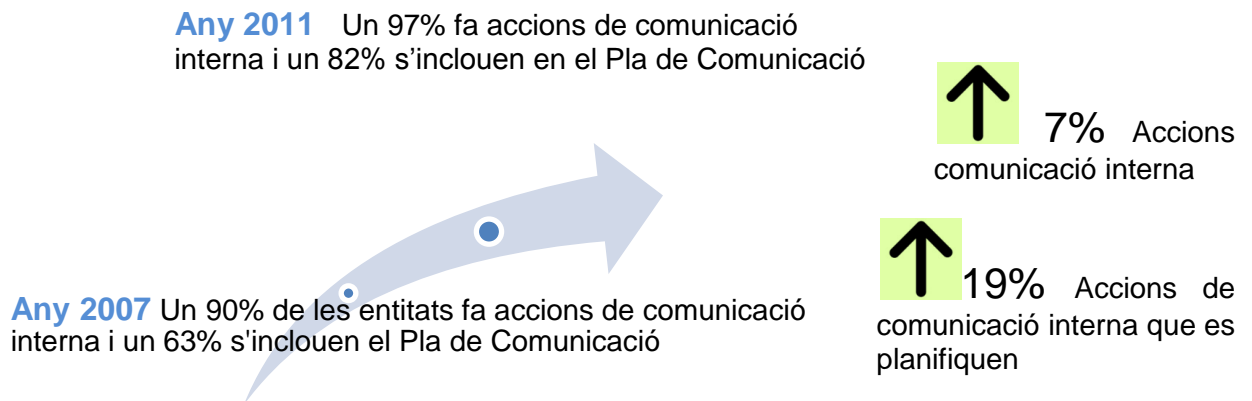 Any 2011 Un 97% fa accions de comunicació
interna i un 82% s’inclouen en el Pla de Comunicació
7% Accions
comunicació interna
19% Accions de
comunicació interna que es
planifiquen
Any 2007 Un 90% de les entitats fa accions de comunicació
interna i un 63% s'inclouen el Pla de Comunicació